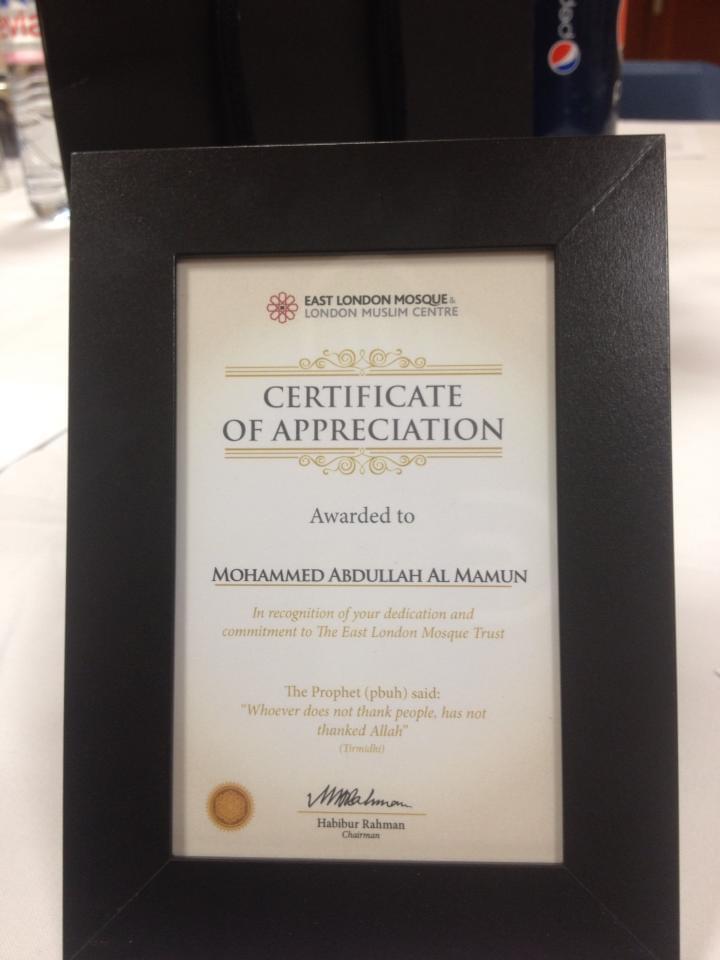 pepsi
EAST LONDON MOSQUE &
LONDON MUSLIM CENTRE
CERTIFICATE
OF APPRECIATION
Awarded to
MOHAMMED ABDULLAH AL MAMUN
In recognition of your dedication and
commitment to The East London Mosque Trust
The Prophet (pbuh) said:
"Whoever does not thank people, has not
thanked Allah"
(Tirmidhi)
Habibur Rahman
Chairman